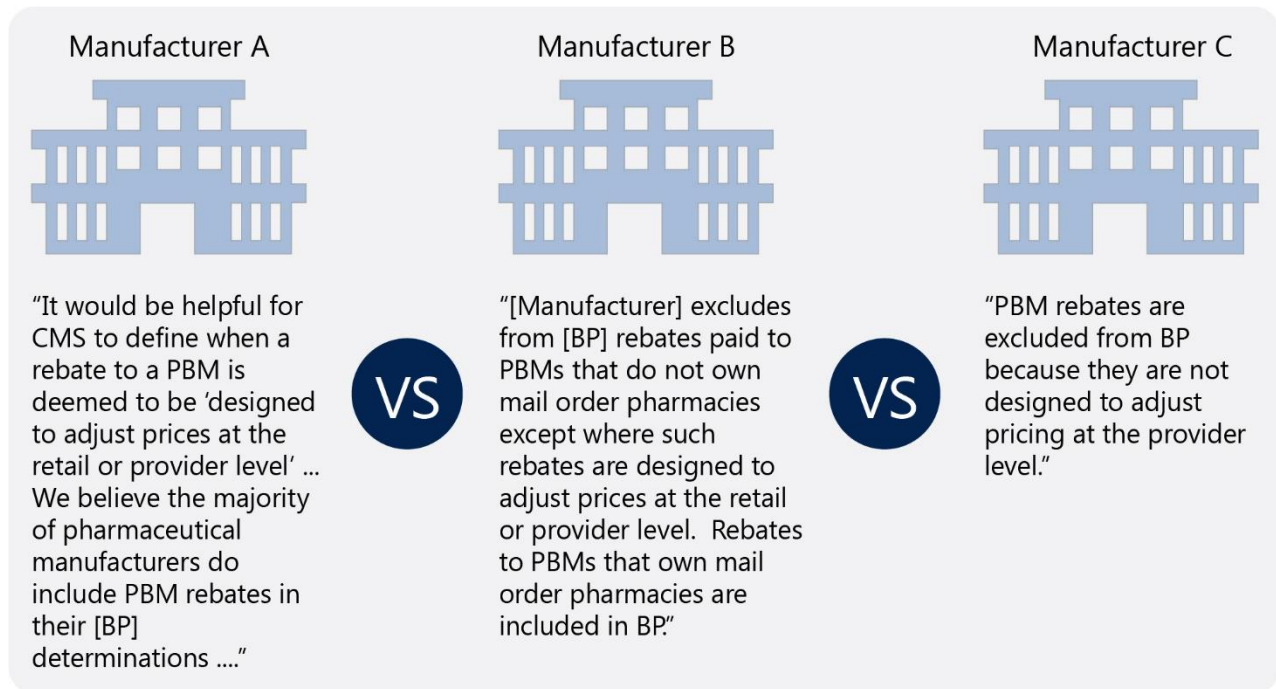 Manufacturer A
Manufacturer B
Manufacturer C
“It would be helpful for
CMS to define when a
rebate to a PBM is
deemed to be ‘designed
to adjust prices at the
retail or provider level’ ...
We believe the majority
of pharmaceutical
manufacturers do
include PBM rebates in
their [BP]
determinations ....”
VS
“[Manufacturer] excludes
from [BP] rebates paid to
PBMs that do not own
mail order pharmacies
except where such
rebates are designed to
adjust prices at the retail
or provider level.  Rebates
to PBMs that own mail
order pharmacies are
included in BP.”
VS
“PBM rebates are
excluded from BP
because they are not
designed to adjust
pricing at the provider
level.”